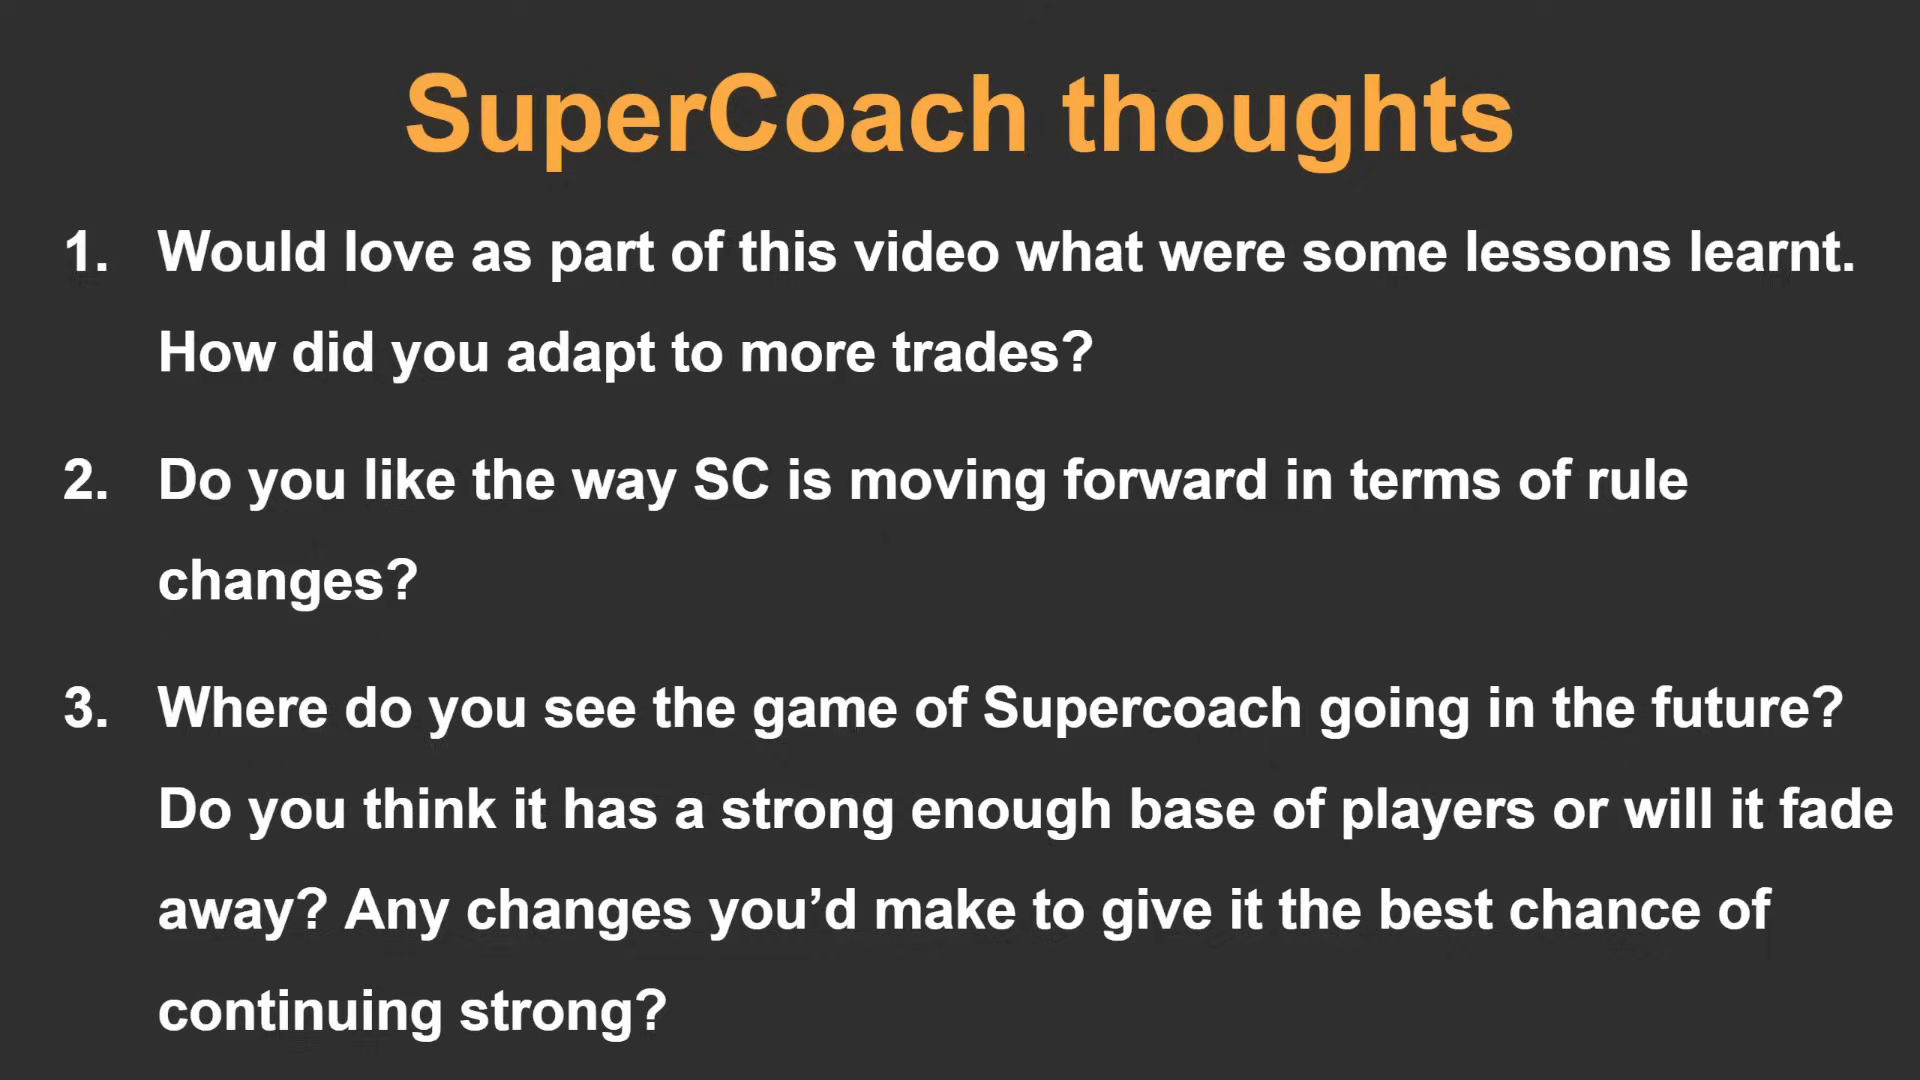 SuperCoach thoughts
1. Would love as part of this video what were some lessons learnt.
How did you adapt to more trades?
2. Do you like the way SC is moving forward in terms of rule
changes?
3. Where do you see the game of Supercoach going in the future?
Do you think it has a strong enough base of players or will it fade
away? Any changes you’d make to give it the best chance of
continuing strong?